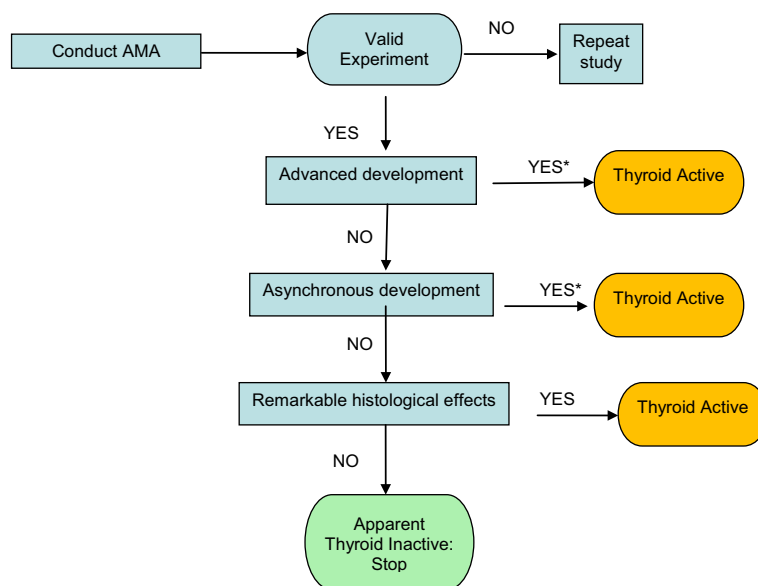 Conduct AMA
Valid
Experiment
NO
Repeat
study
YES
Advanced development
YES*
Thyroid Active
NO
Asynchronous development
YES*
Thyroid Active
NO
Remarkable histological effects
YES
Thyroid Active
NO
Apparent
Thyroid Inactive:
Stop